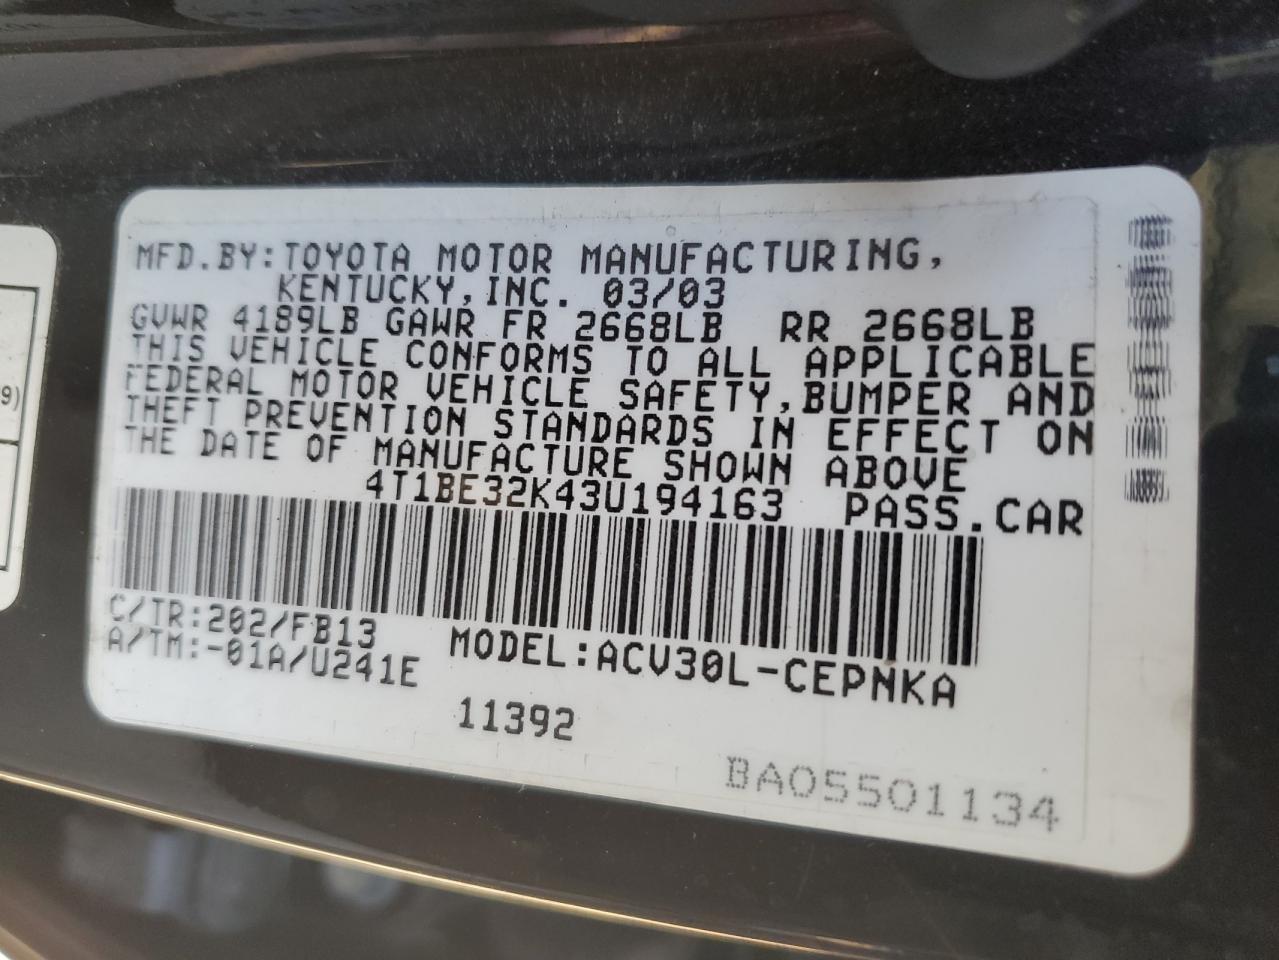 MFD.BY:TOYOTA MOTOR MANUFACTURING,
KENTUCKY,INC. 03/03
GVWR 4189LB GAWR FR 2668LB RR 2668LB
THIS VEHICLE CONFORMS TO ALL APPLICABLE
FEDERAL MOTOR VEHICLE SAFETY,BUMPER AND
THEFT PREVENTION STANDARDS IN EFFECT ON
THE DATE OF MANUFACTURE SHOWN ABOVE
4T1BE32K43U194163 PASS.CAR
C/TR:202/FB13
A/TM:-01A/U241E
MODEL:ACV30L-CEPNKA
11392
BA05501134
9)